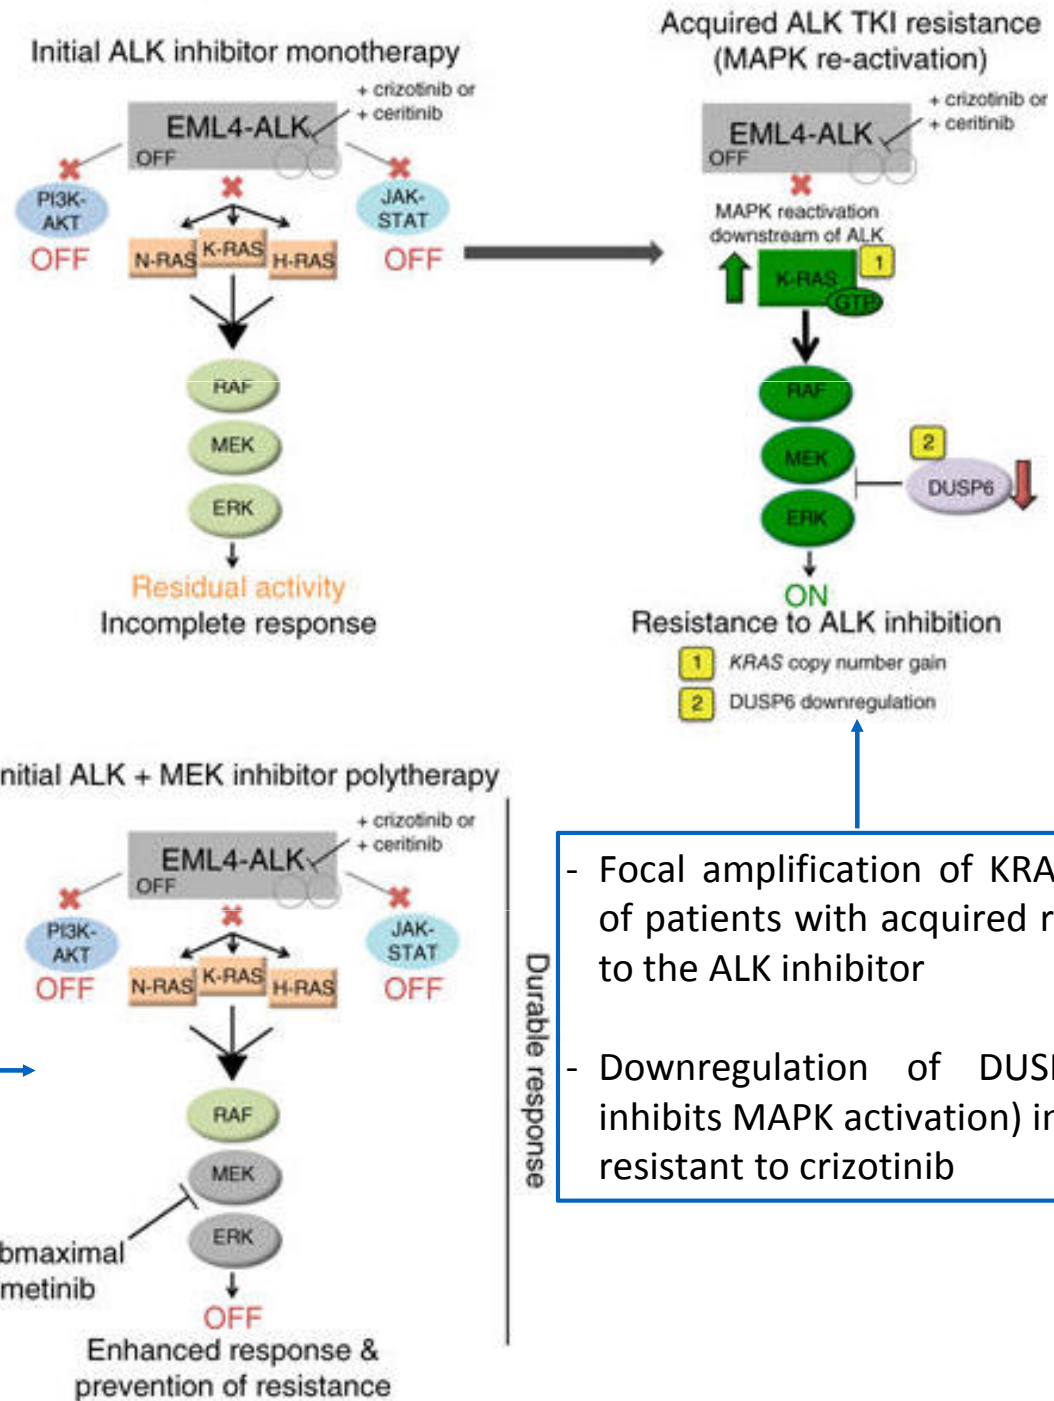 Initial ALK inhibitor monotherapy
+ crizotinib or
+ ceritinib
EML4-ALK
OFF
PI3K-
AKT
OFF
JAK-
STAT
OFF
N-RAS
K-RAS
H-RAS
RAF
MEK
ERK
Residual activity
Incomplete response
Acquired ALK TKI resistance
(MAPK re-activation)
+ crizotinib or
+ ceritinib
EML4-ALK
OFF
MAPK reactivation
downstream of ALK
1
K-RAS
GTP
RAF
MEK
ERK
2
DUSP6
ON
Resistance to ALK inhibition
1 KRAS copy number gain
2 DUSP6 downregulation
nitial ALK + MEK inhibitor polytherapy
+ crizotinib or
+ ceritinib
EML4-ALK
OFF
PI3K-
AKT
OFF
JAK-
STAT
OFF
N-RAS
K-RAS
H-RAS
RAF
MEK
ERK
bmaximal
metinib
OFF
Enhanced response &
prevention of resistance
Durable response
- Focal amplification of KRA
of patients with acquired r
to the ALK inhibitor
- Downregulation of DUS
inhibits MAPK activation) in
resistant to crizotinib